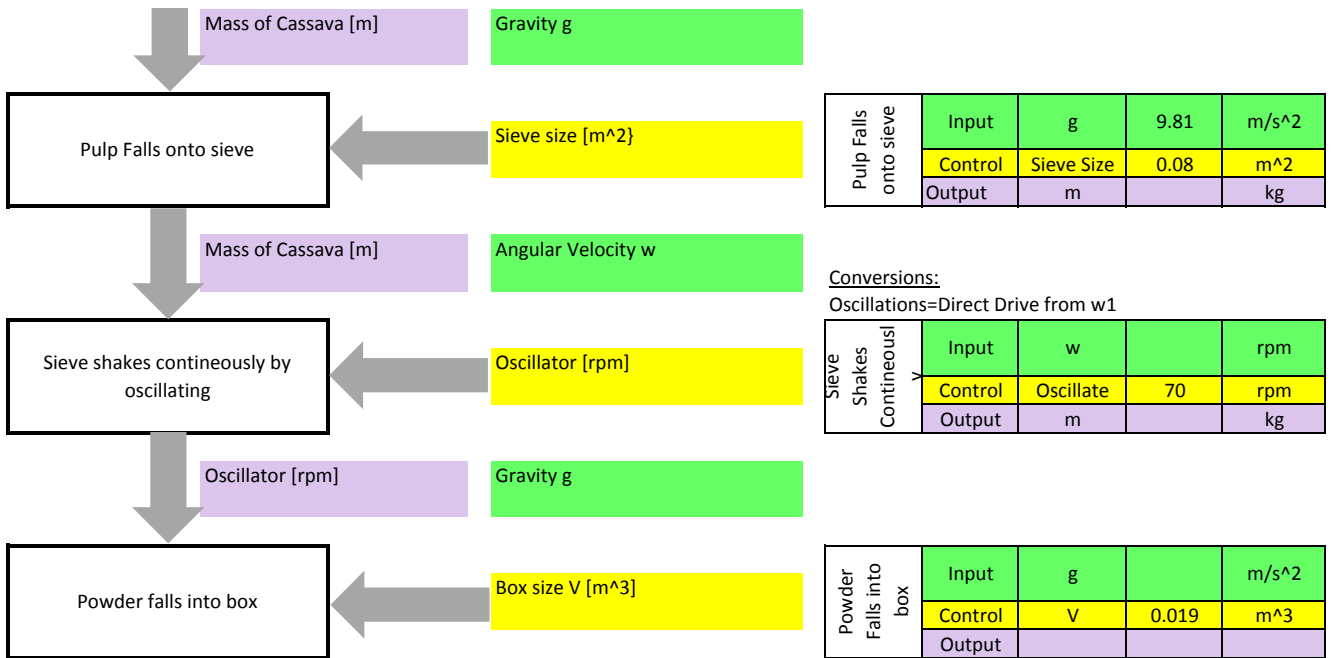 Mass of Cassava [m]
Gravity g
Pulp Falls onto sieve
Sieve size [m^2}
Pulp Falls
onto sieve
Input g 9.81 m/s^2
Control Sieve Size 0.08 m^2
Output m kg
Mass of Cassava [m]
Angular Velocity w
Conversions:
Oscillations=Direct Drive from w1
Sieve shakes contineously by
oscillating
Oscillator [rpm]
Sieve
Shakes
Contineousl
y
Input w rpm
Control Oscillate 70 rpm
Output m kg
Oscillator [rpm]
Gravity g
Powder falls into box
Box size V [m^3]
Powder
Falls into
box
Input g m/s^2
Control V 0.019 m^3
Output